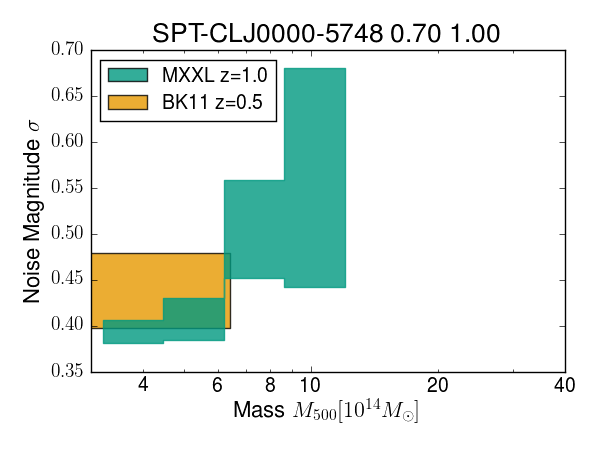 SPT-CLJ0000-5748 0.70 1.00
MXXL z=1.0
BK11 z=0.5
Noise Magnitude σ
0.70
0.65
0.60
0.55
0.50
0.45
0.40
0.35
4 6 8 10 20 40
Mass M₅₀₀[10¹⁴M⊙]